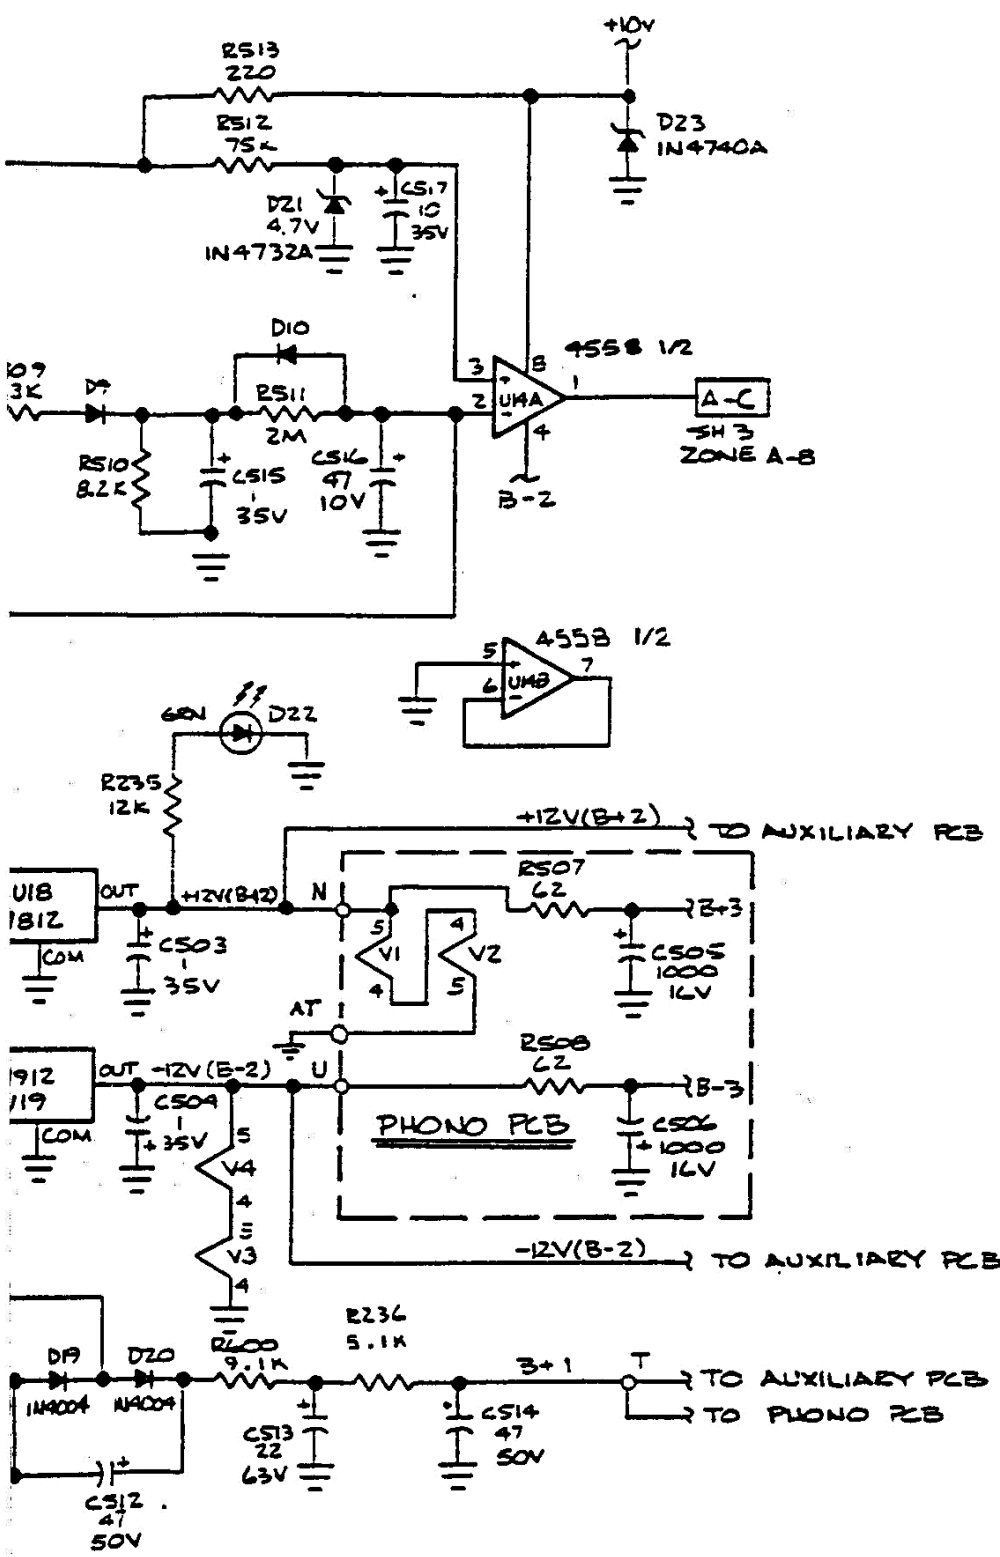 +10V
R513
220
D23
1N4740A
R512
75K
D21
4.7V
1N4732A
C517
10
35V
D10
4558 1/2
3
8
+
U14A
1
2
-
4
B-2
A-C
SH 3
ZONE A-8
3K
D9
R511
2M
R510
8.2K
+
C515
1
35V
C516
+
47
10V
4558 1/2
5
+
7
6
-
U14B
GRN
D22
R235
12K
+12V(B+2)
TO AUXILIARY PCB
U18
7812
OUT
COM
+12V(B+2)
N
+
C503
1
35V
R507
62
B+3
5
V1
4
4
V2
5
+
C505
1000
16V
AT
7912
U19
OUT
COM
-12V(B-2)
U
C504
1
+
35V
R508
62
B-3
C506
+
1000
16V
PHONO PCB
5
V4
4
5
V3
4
-12V(B-2)
TO AUXILIARY PCB
R236
5.1K
R600
9.1K
D19
1N4004
D20
1N4004
B+1
T
TO AUXILIARY PCB
TO PHONO PCB
+
C513
22
63V
+
C514
47
50V
+
C512
47
50V